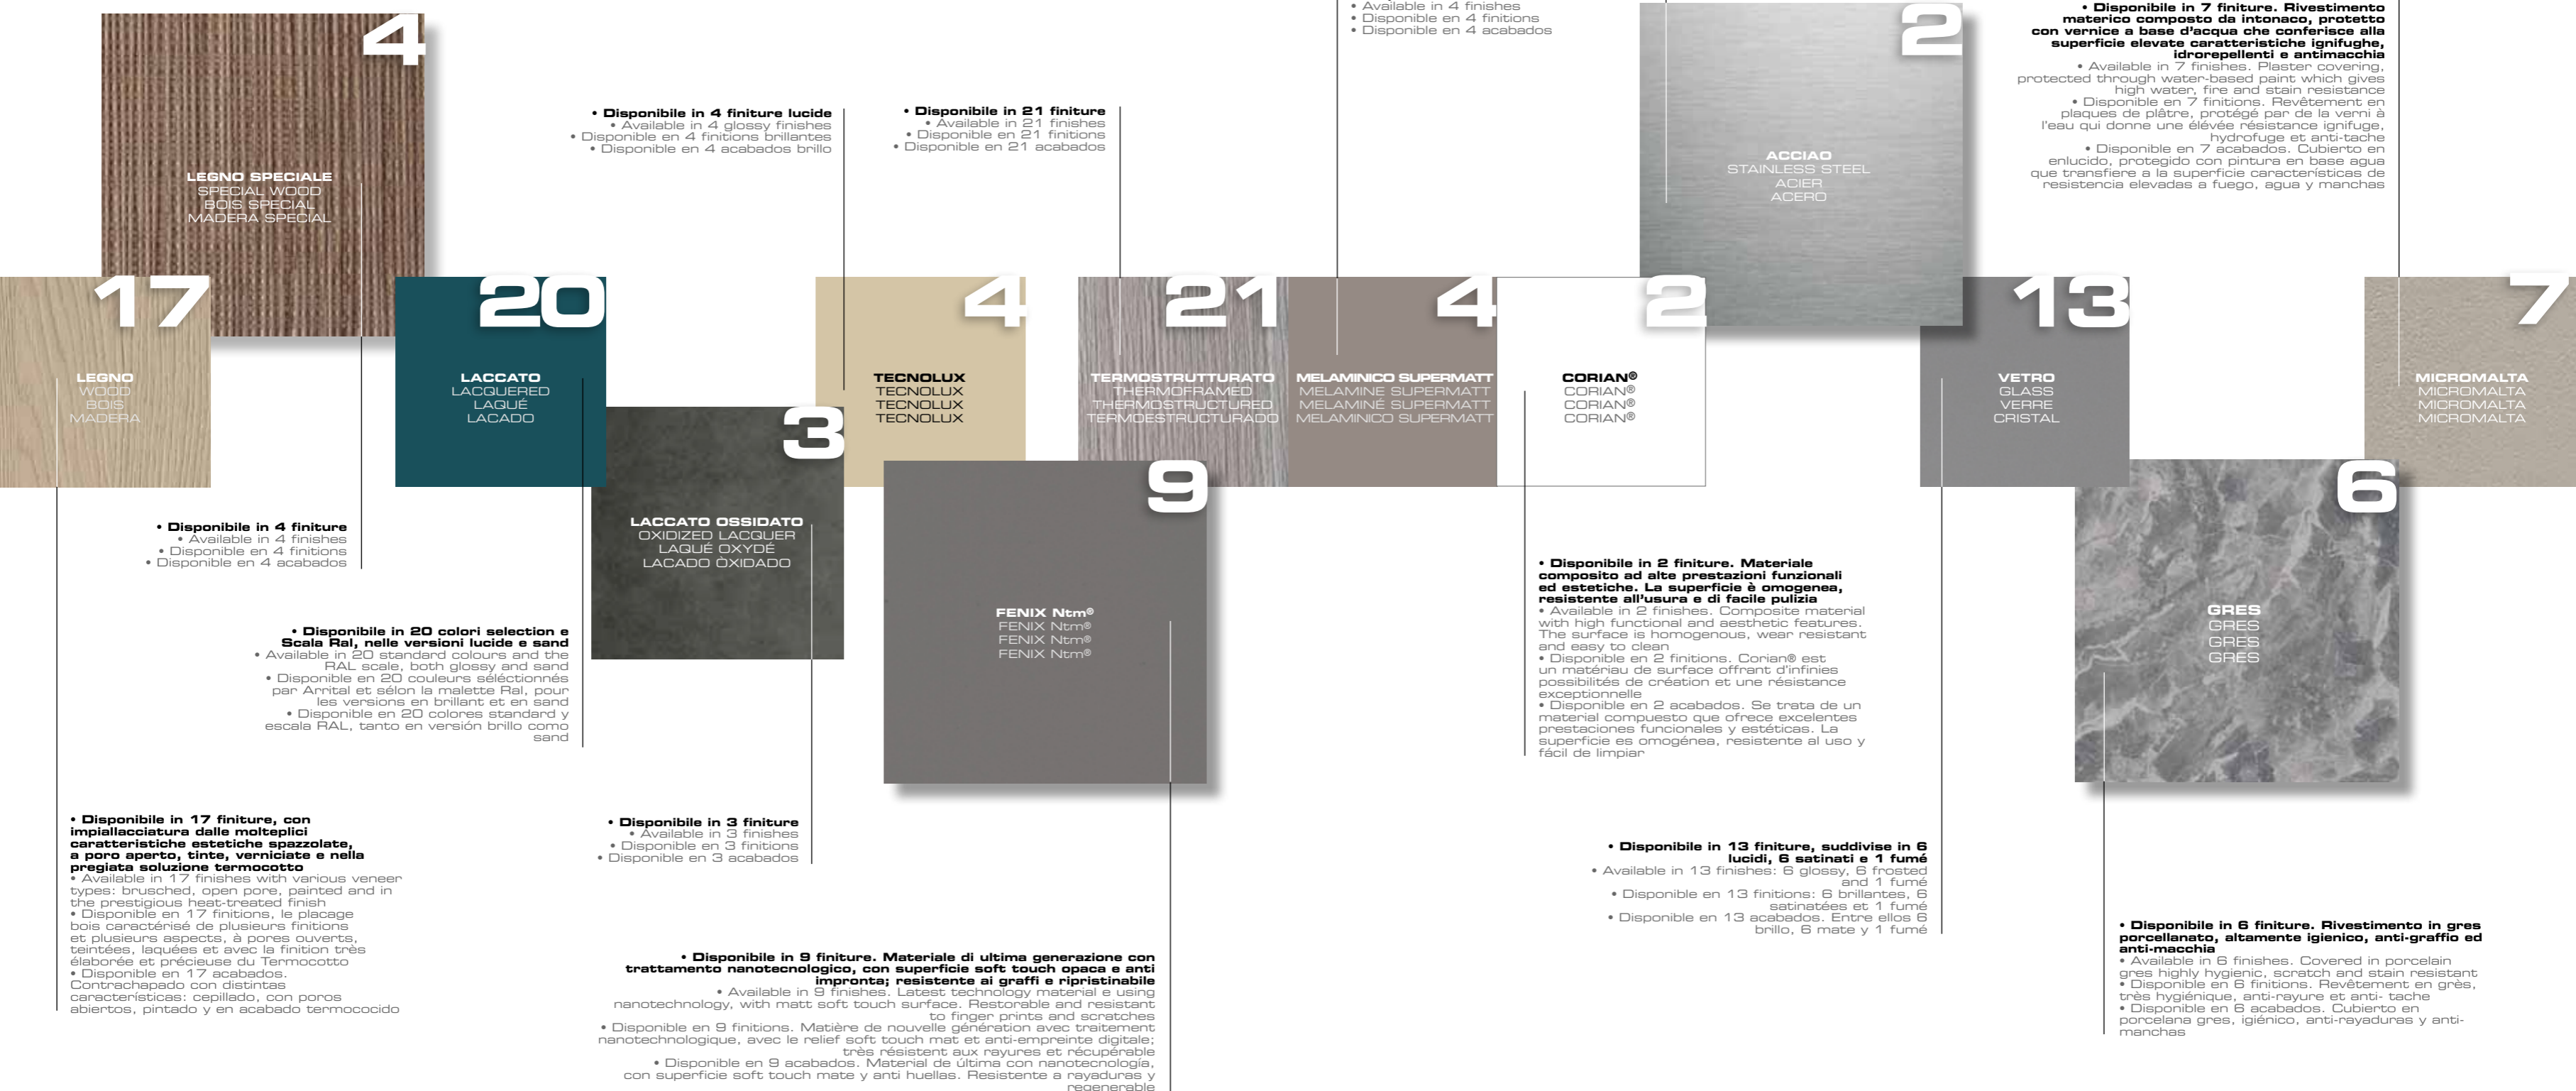 4
LEGNO SPECIALE
SPECIAL WOOD
BOIS SPECIAL
MADERA SPECIAL
• Disponibile in 4 finiture
• Available in 4 finishes
• Disponible en 4 finitions
• Disponible en 4 acabados
17
LEGNO
WOOD
BOIS
MADERA
• Disponibile in 17 finiture, con
impiallacciatura dalle molteplici
caratteristiche estetiche spazzolate,
a poro aperto, tinte, verniciate e nella
pregiata soluzione termocotto
• Available in 17 finishes with various veneer
types: brusched, open pore, painted and in
the prestigious heat-treated finish
• Disponible en 17 finitions, le placage
bois caractérisé de plusieurs finitions
et plusieurs aspects, à pores ouverts,
teintées, laquées et avec la finition très
élaborée et précieuse du Termocotto
• Disponible en 17 acabados.
Contrachapado con distintas
características: cepillado, con poros
abiertos, pintado y en acabado termococido
20
LACCATO
LACQUERED
LAQUÉ
LACADO
• Disponibile in 20 colori selection e
Scala Ral, nelle versioni lucide e sand
• Available in 20 standard colours and the
RAL scale, both glossy and sand
• Disponible en 20 couleurs séléctionnés
par Arrital et sélon la malette Ral, pour
les versions en brillant et en sand
• Disponible en 20 colores standard y
escala RAL, tanto en versión brillo como
sand
3
LACCATO OSSIDATO
OXIDIZED LACQUER
LAQUÉ OXYDÉ
LACADO ÒXIDADO
• Disponibile in 3 finiture
• Available in 3 finishes
• Disponible en 3 finitions
• Disponible en 3 acabados
• Disponibile in 4 finiture lucide
• Available in 4 glossy finishes
• Disponible en 4 finitions brillantes
• Disponible en 4 acabados brillo
4
TECNOLUX
TECNOLUX
TECNOLUX
TECNOLUX
9
FENIX Ntm®
FENIX Ntm®
FENIX Ntm®
FENIX Ntm®
• Disponibile in 9 finiture. Materiale di ultima generazione con
trattamento nanotecnologico, con superficie soft touch opaca e anti
impronta; resistente ai graffi e ripristinabile
• Available in 9 finishes. Latest technology material e using
nanotechnology, with matt soft touch surface. Restorable and resistant
to finger prints and scratches
• Disponible en 9 finitions. Matière de nouvelle génération avec traitement
nanotechnologique, avec le relief soft touch mat et anti-empreinte digitale;
très résistent aux rayures et récupérable
• Disponible en 9 acabados. Material de última con nanotecnología,
con superficie soft touch mate y anti huellas. Resistente a rayaduras y
regenerable
• Disponibile in 21 finiture
• Available in 21 finishes
• Disponible en 21 finitions
• Disponible en 21 acabados
21
TERMOSTRUTTURATO
THERMOFRAMED
THERMOSTRUCTURED
TERMOESTRUCTURADO
• Available in 4 finishes
• Disponible en 4 finitions
• Disponible en 4 acabados
4
MELAMINICO SUPERMATT
MELAMINE SUPERMATT
MELAMINÉ SUPERMATT
MELAMINICO SUPERMATT
2
CORIAN®
CORIAN®
CORIAN®
CORIAN®
• Disponibile in 2 finiture. Materiale
composito ad alte prestazioni funzionali
ed estetiche. La superficie è omogenea,
resistente all'usura e di facile pulizia
• Available in 2 finishes. Composite material
with high functional and aesthetic features.
The surface is homogenous, wear resistant
and easy to clean
• Disponible en 2 finitions. Corian® est
un matériau de surface offrant d'infinies
possibilités de création et une résistance
exceptionnelle
• Disponible en 2 acabados. Se trata de un
material compuesto que ofrece excelentes
prestaciones funcionales y estéticas. La
superficie es omogénea, resistente al uso y
fácil de limpiar
2
ACCIAO
STAINLESS STEEL
ACIER
ACERO
13
VETRO
GLASS
VERRE
CRISTAL
• Disponibile in 13 finiture, suddivise in 6
lucidi, 6 satinati e 1 fumé
• Available in 13 finishes: 6 glossy, 6 frosted
and 1 fumé
• Disponible en 13 finitions: 6 brillantes, 6
satinatées et 1 fumé
• Disponible en 13 acabados. Entre ellos 6
brillo, 6 mate y 1 fumé
6
GRES
GRES
GRES
GRES
• Disponibile in 6 finiture. Rivestimento in gres
porcellanato, altamente igienico, anti-graffio ed
anti-macchia
• Available in 6 finishes. Covered in porcelain
gres highly hygienic, scratch and stain resistant
• Disponible en 6 finitions. Revêtement en grès,
très hygiénique, anti-rayure et anti- tache
• Disponible en 6 acabados. Cubierto en
porcelana gres, igiénico, anti-rayaduras y anti-
manchas
• Disponibile in 7 finiture. Rivestimento
materico composto da intonaco, protetto
con vernice a base d'acqua che conferisce alla
superficie elevate caratteristiche ignifughe,
idrorepellenti e antimacchia
• Available in 7 finishes. Plaster covering,
protected through water-based paint which gives
high water, fire and stain resistance
• Disponible en 7 finitions. Revêtement en
plaques de plâtre, protégé par de la verni à
l'eau qui donne une élévée résistance ignifuge,
hydrofuge et anti-tache
• Disponible en 7 acabados. Cubierto en
enlucido, protegido con pintura en base agua
que transfiere a la superficie características de
resistencia elevadas a fuego, agua y manchas
7
MICROMALTA
MICROMALTA
MICROMALTA
MICROMALTA